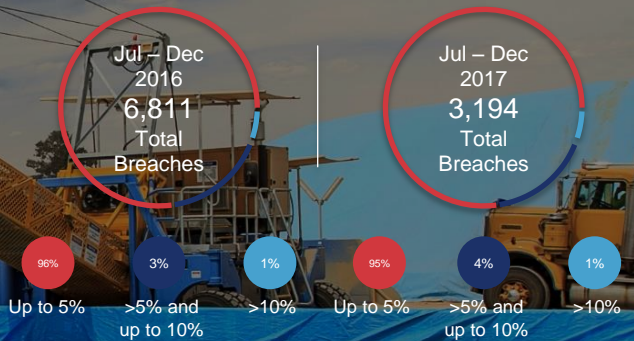 Jul – Dec
2016
6,811
Total
Breaches
Jul – Dec
2017
3,194
Total
Breaches
96%
3%
1%
95%
4%
1%
Up to 5%
>5% and
up to 10%
>10%
Up to 5%
>5% and
up to 10%
>10%